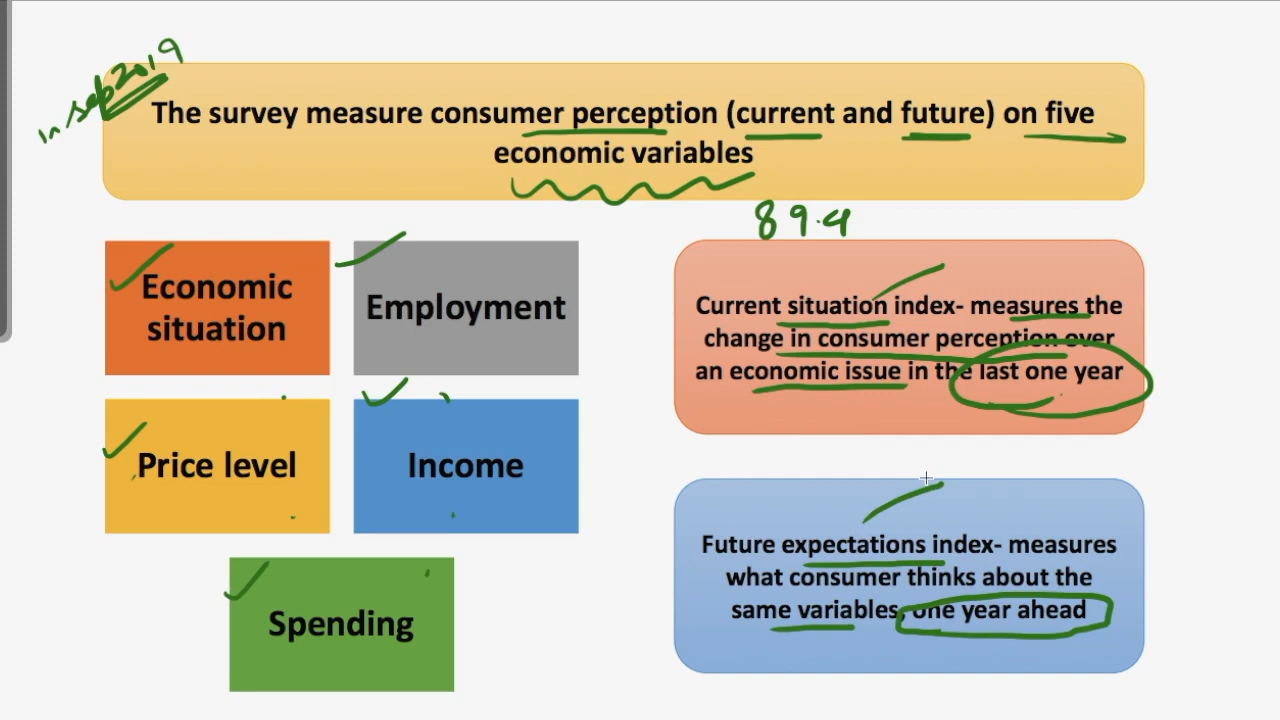 in Sep 2019
The survey measure consumer perception (current and future) on five
economic variables
89.4
Economic
situation
Employment
Price level
Income
Spending
Current situation index- measures the
change in consumer perception over
an economic issue in the last one year
Future expectations index- measures
what consumer thinks about the
same variables, one year ahead